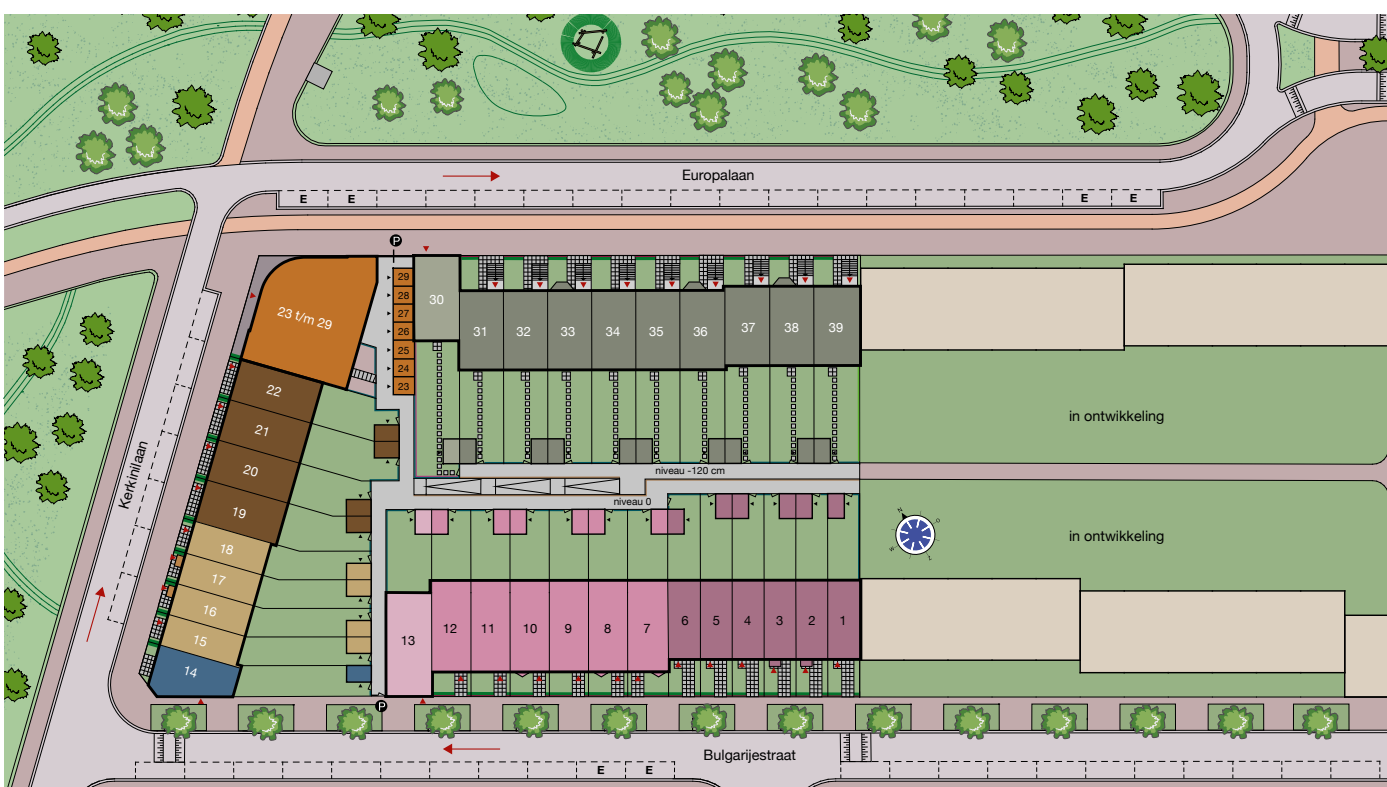 Europalaan
E E E E
P
29
28
27
26
25
24
23
23 t/m 29
30
31 32 33 34 35 36 37 38 39
22
21
20
19
18
17
16
15
14
Kerkinilaan
in ontwikkeling
niveau -120 cm
niveau 0
N
O
Z
W
in ontwikkeling
13 12 11 10 9 8 7 6 5 4 3 2 1
P
Bulgarijestraat
E E